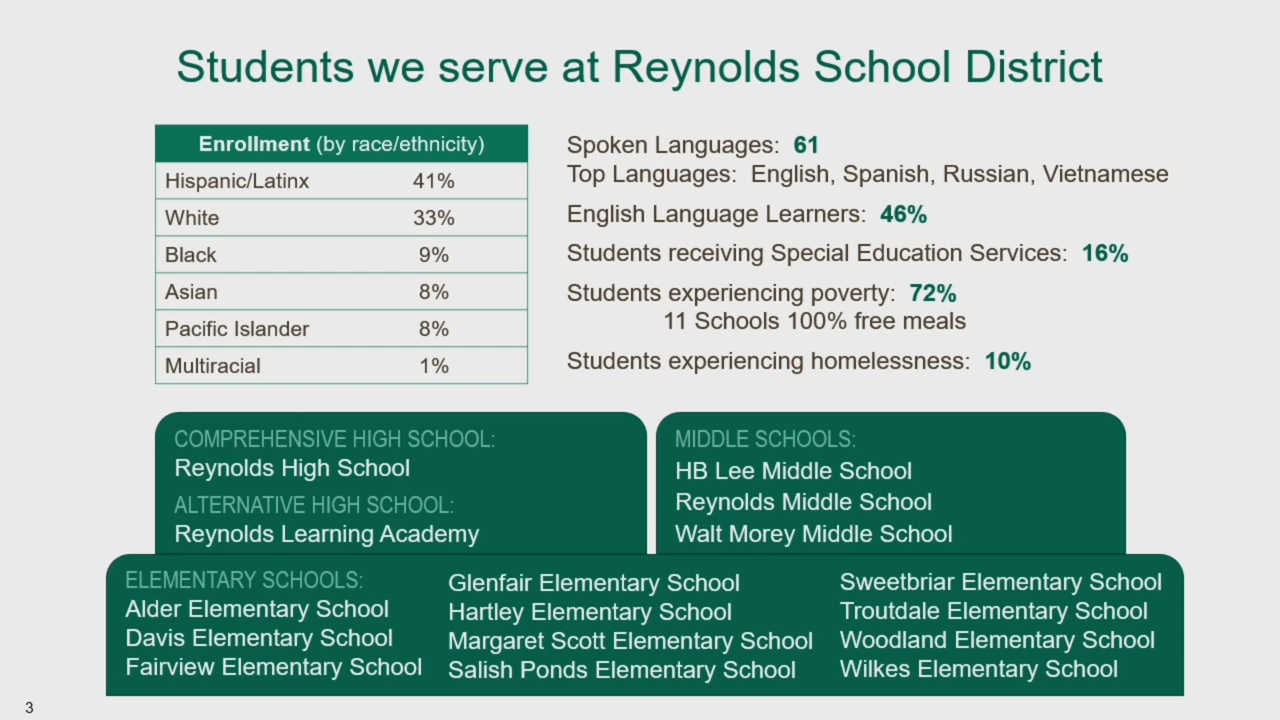 Students we serve at Reynolds School District
Enrollment (by race/ethnicity)
Hispanic/Latinx 41%
White 33%
Black 9%
Asian 8%
Pacific Islander 8%
Multiracial 1%
Spoken Languages: 61
Top Languages: English, Spanish, Russian, Vietnamese
English Language Learners: 46%
Students receiving Special Education Services: 16%
Students experiencing poverty: 72%
11 Schools 100% free meals
Students experiencing homelessness: 10%
COMPREHENSIVE HIGH SCHOOL:
Reynolds High School
ALTERNATIVE HIGH SCHOOL:
Reynolds Learning Academy
MIDDLE SCHOOLS:
HB Lee Middle School
Reynolds Middle School
Walt Morey Middle School
ELEMENTARY SCHOOLS:
Alder Elementary School
Davis Elementary School
Fairview Elementary School
Glenfair Elementary School
Hartley Elementary School
Margaret Scott Elementary School
Salish Ponds Elementary School
Sweetbriar Elementary School
Troutdale Elementary School
Woodland Elementary School
Wilkes Elementary School
3